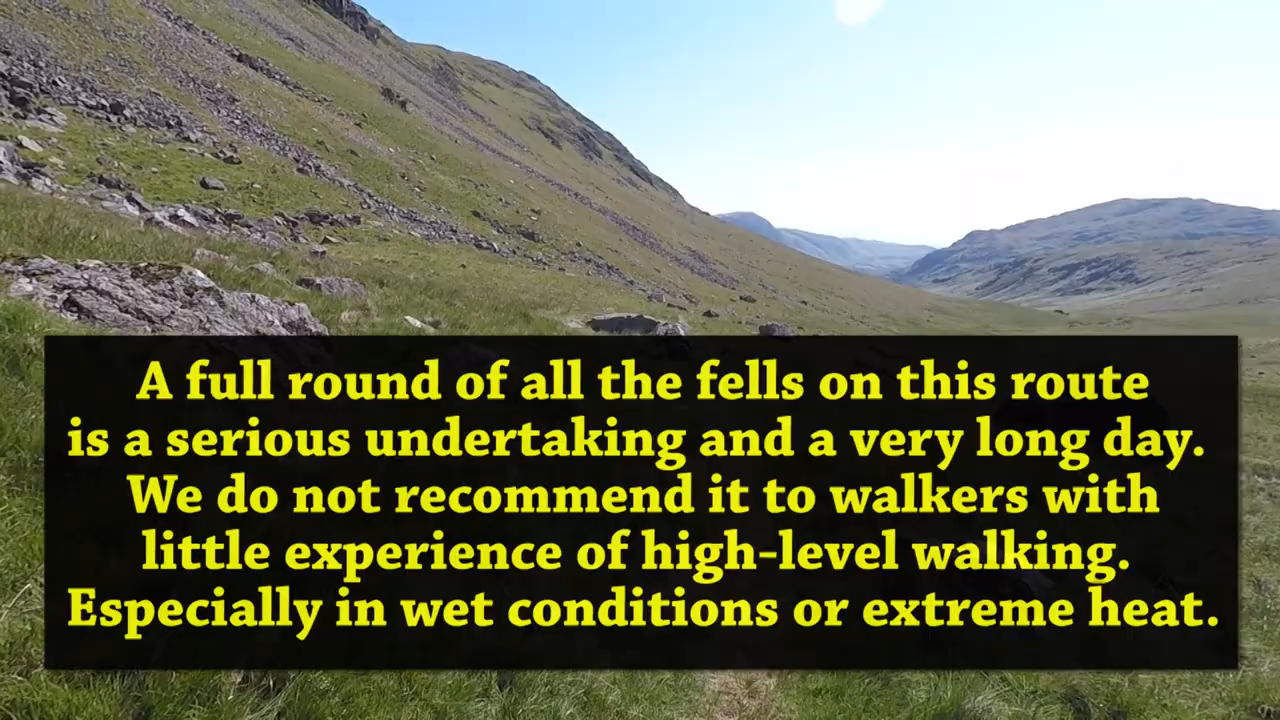 A full round of all the fells on this route
is a serious undertaking and a very long day.
We do not recommend it to walkers with
little experience of high-level walking.
Especially in wet conditions or extreme heat.